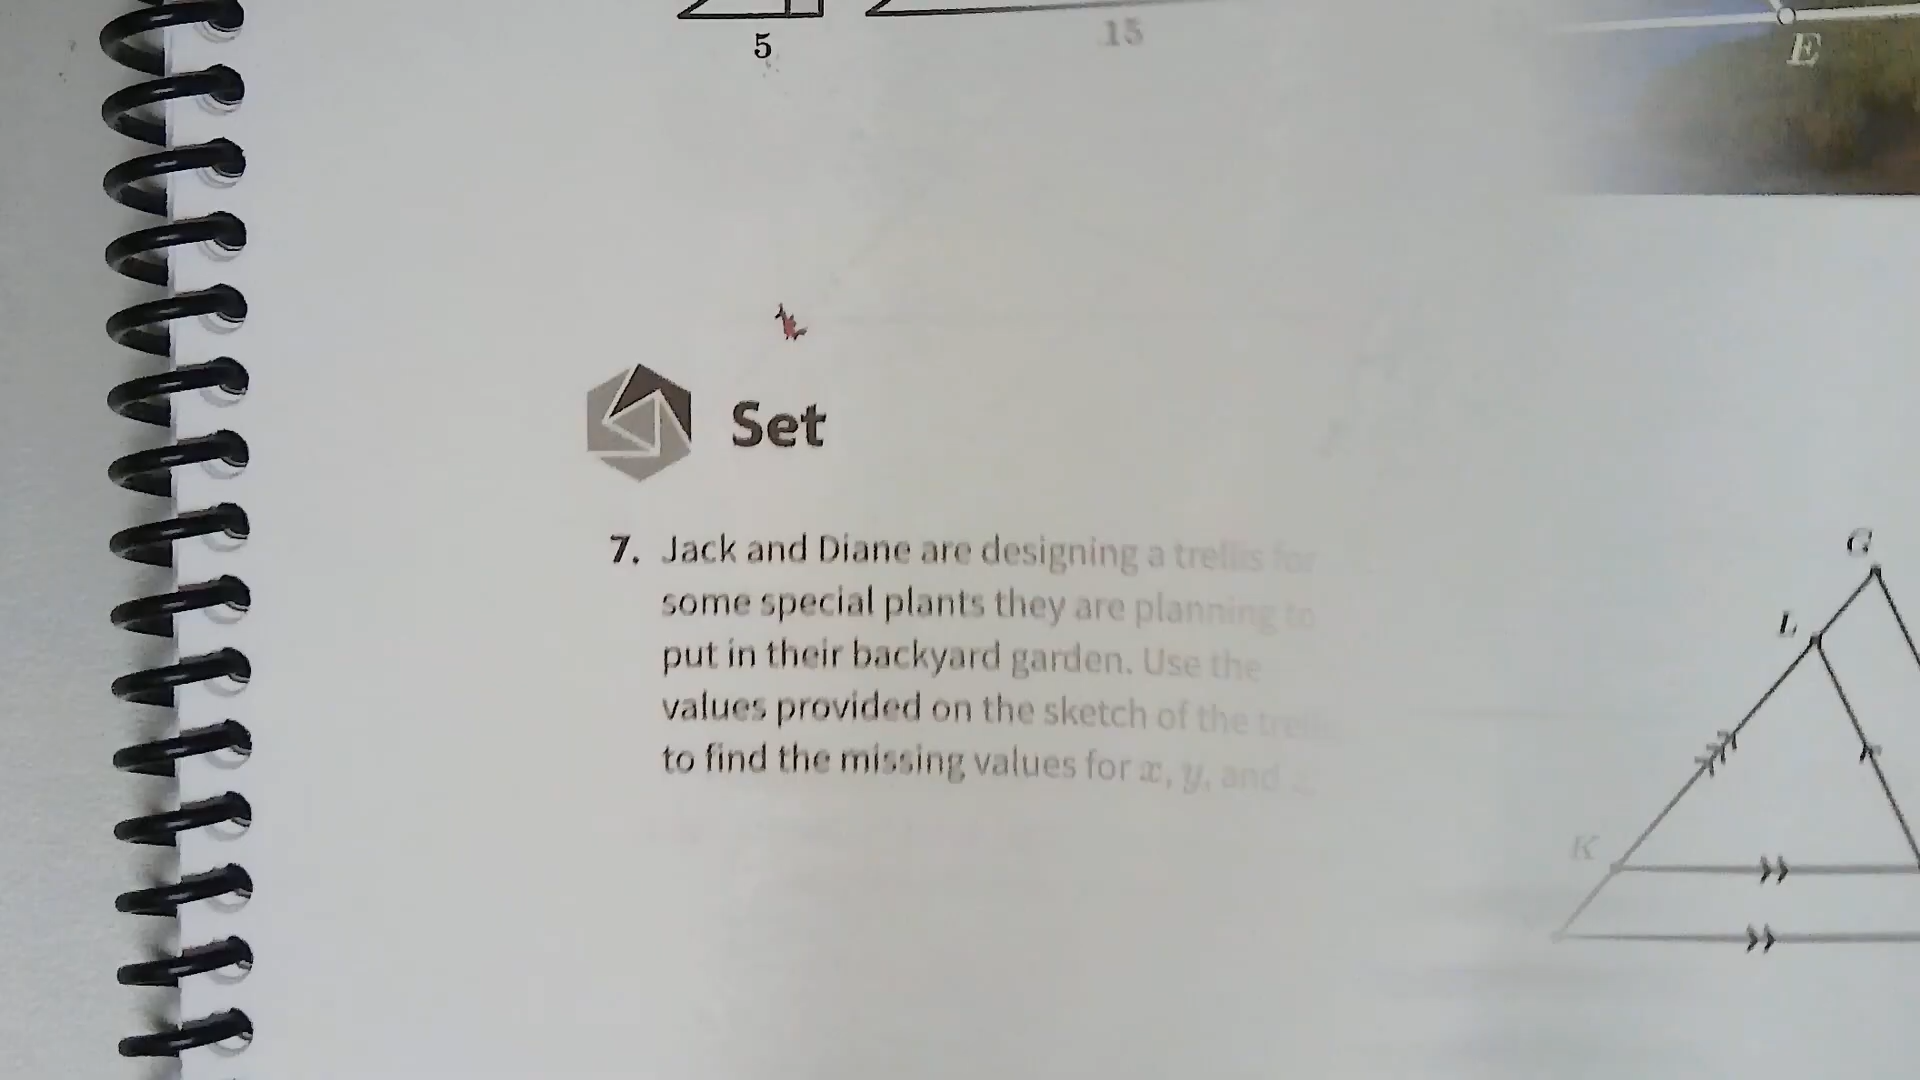 5
15
E
Set
7. Jack and Diane are designing a trellis for
some special plants they are planning to
put in their backyard garden. Use the
values provided on the sketch of the
to find the missing values for x, y, and
G
L
K